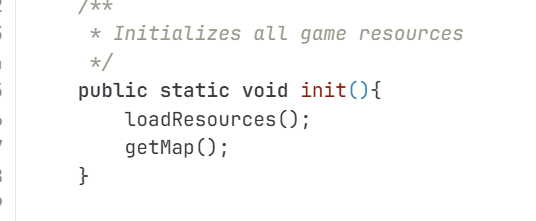 /**
* Initializes all game resources
*/
public static void init(){
loadResources();
getMap();
}